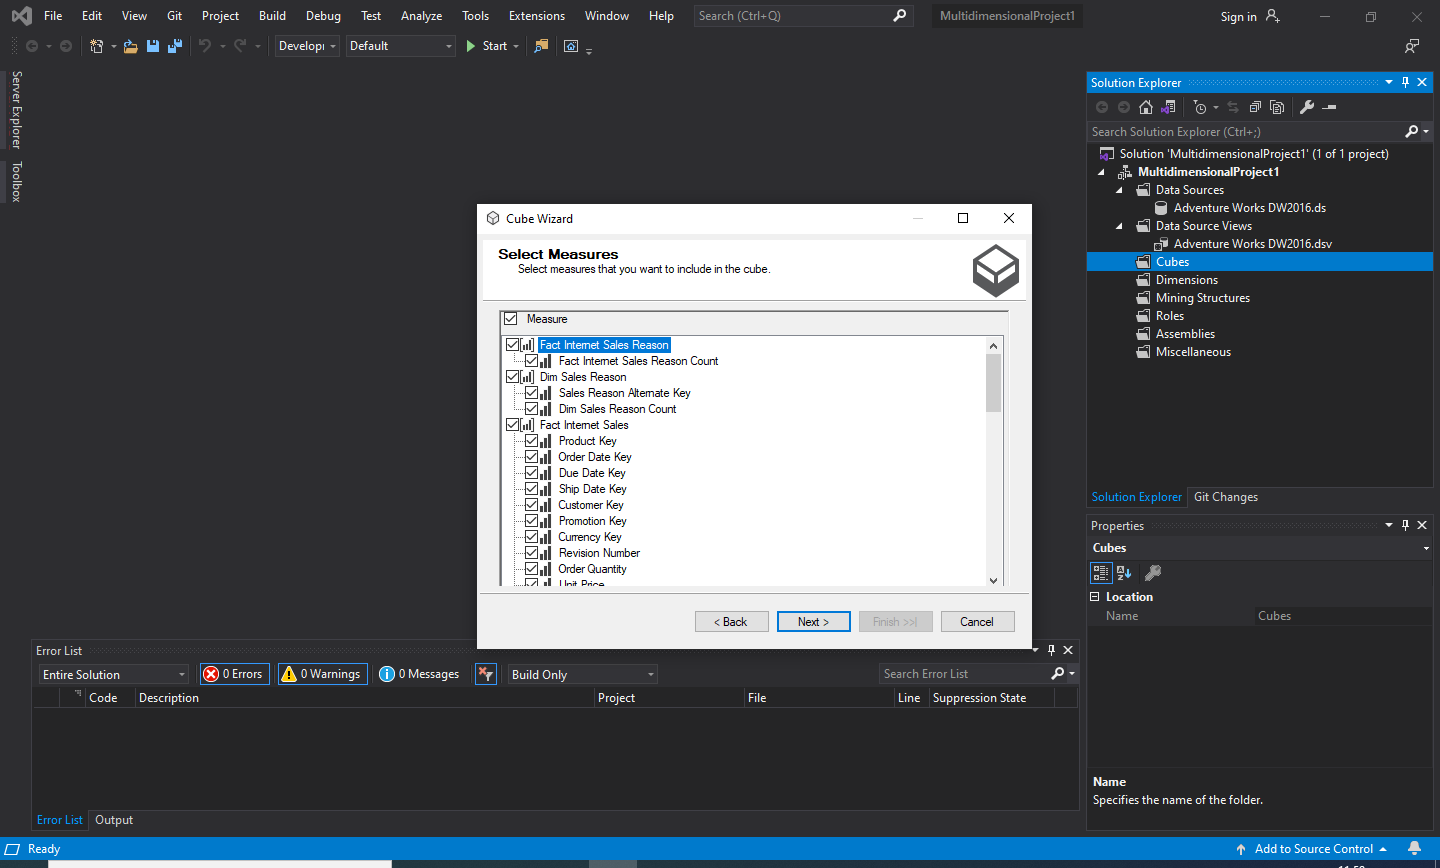 File Edit View Git Project Build Debug Test Analyze Tools Extensions Window Help Search (Ctrl+Q) MultidimensionalProject1 Sign in
Develop Default Start
Server Explorer
Toolbox
Solution Explorer
Search Solution Explorer (Ctrl+;)
Solution 'MultidimensionalProject1' (1 of 1 project)
MultidimensionalProject1
Data Sources
Adventure Works DW2016.ds
Data Source Views
Adventure Works DW2016.dsv
Cubes
Dimensions
Mining Structures
Roles
Assemblies
Miscellaneous
Solution Explorer Git Changes
Cube Wizard
Select Measures
Select measures that you want to include in the cube.
Measure
Fact Internet Sales Reason
Fact Internet Sales Reason Count
Dim Sales Reason
Sales Reason Alternate Key
Dim Sales Reason Count
Fact Internet Sales
Product Key
Order Date Key
Due Date Key
Ship Date Key
Customer Key
Promotion Key
Currency Key
Revision Number
Order Quantity
Unit Price
< Back Next > Finish >>| Cancel
Properties
Cubes
Location
Name Cubes
Name
Specifies the name of the folder.
Error List
Entire Solution 0 Errors 0 Warnings 0 Messages Build Only Search Error List
Code Description Project File Line Suppression State
Error List Output
Ready Add to Source Control